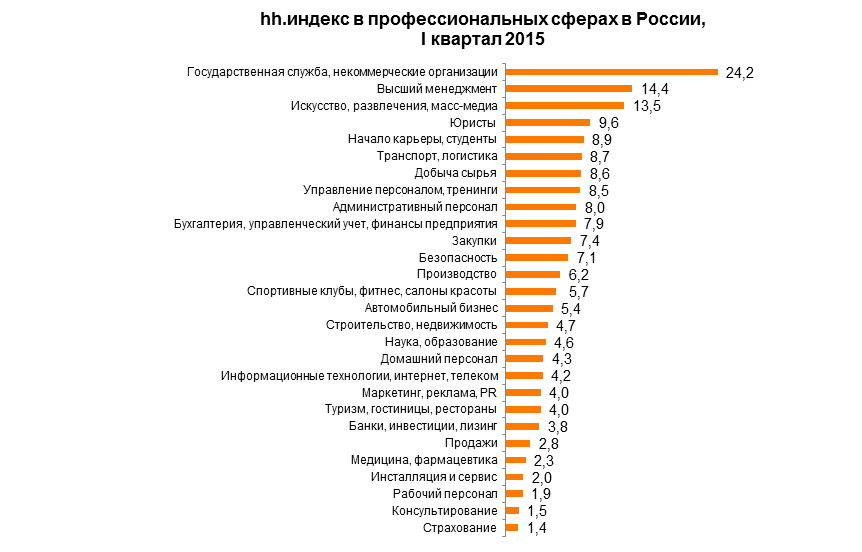 hh.индекс в профессиональных сферах в России,
I квартал 2015
Государственная служба, некоммерческие организации 24,2
Высший менеджмент 14,4
Искусство, развлечения, масс-медиа 13,5
Юристы 9,6
Начало карьеры, студенты 8,9
Транспорт, логистика 8,7
Добыча сырья 8,6
Управление персоналом, тренинги 8,5
Административный персонал 8,0
Бухгалтерия, управленческий учет, финансы предприятия 7,9
Закупки 7,4
Безопасность 7,1
Производство 6,2
Спортивные клубы, фитнес, салоны красоты 5,7
Автомобильный бизнес 5,4
Строительство, недвижимость 4,7
Наука, образование 4,6
Домашний персонал 4,3
Информационные технологии, интернет, телеком 4,2
Маркетинг, реклама, PR 4,0
Туризм, гостиницы, рестораны 4,0
Банки, инвестиции, лизинг 3,8
Продажи 2,8
Медицина, фармацевтика 2,3
Инсталляция и сервис 2,0
Рабочий персонал 1,9
Консультирование 1,5
Страхование 1,4